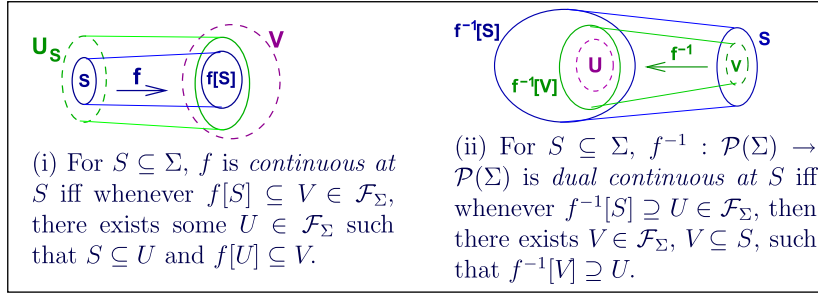 U_S
V
S
f
f[S]
(i) For S ⊆ Σ, f is continuous at
S iff whenever f[S] ⊆ V ∈ ℱ_Σ,
there exists some U ∈ ℱ_Σ such
that S ⊆ U and f[U] ⊆ V.
f⁻¹[S]
S
U
f⁻¹
V
f⁻¹[V]
(ii) For S ⊆ Σ, f⁻¹ : 𝒫(Σ) →
𝒫(Σ) is dual continuous at S iff
whenever f⁻¹[S] ⊇ U ∈ ℱ_Σ, then
there exists V ∈ ℱ_Σ, V ⊆ S, such
that f⁻¹[V] ⊇ U.